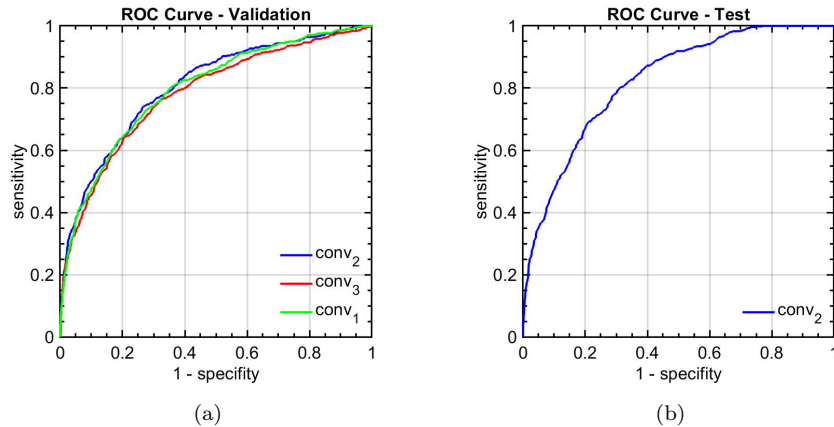 ROC Curve - Validation
1
0.8
0.6
0.4
0.2
0
sensitivity
conv2
conv3
conv1
0 0.2 0.4 0.6 0.8 1
1 - specifity
(a)
ROC Curve - Test
1
0.8
0.6
0.4
0.2
0
sensitivity
conv2
0 0.2 0.4 0.6 0.8 1
1 - specifity
(b)